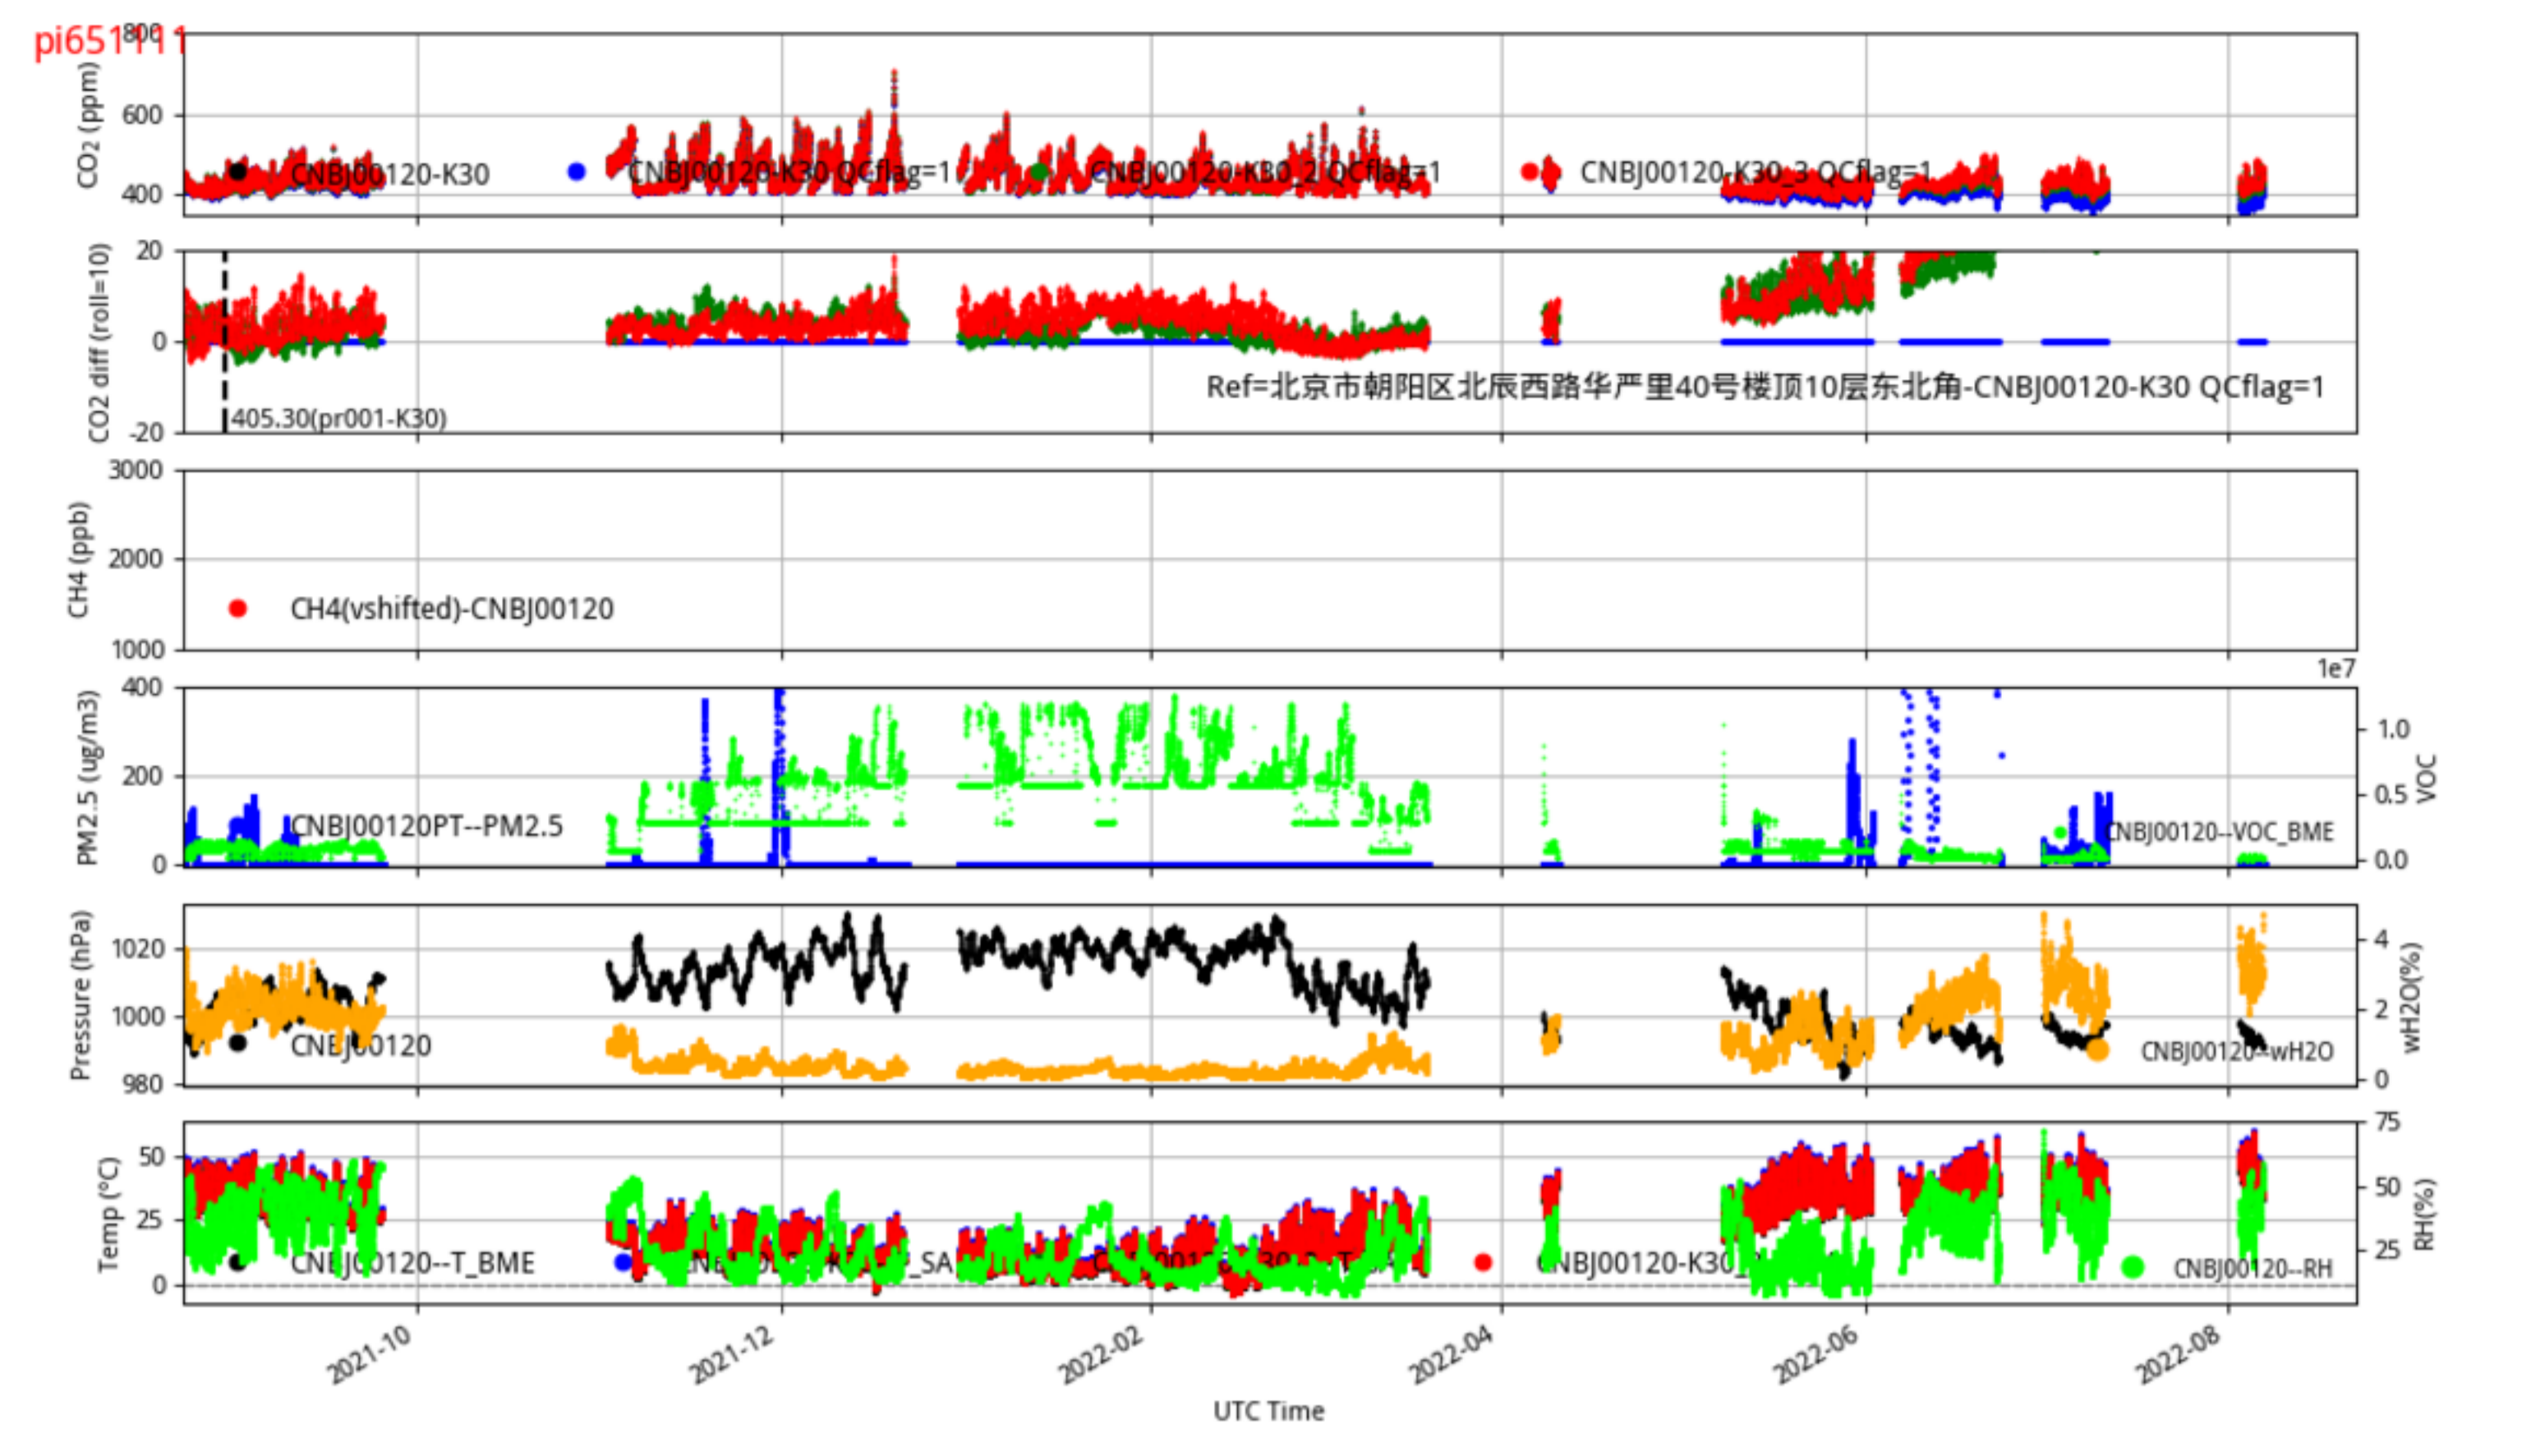 pi651111
800
600
400
CO2 (ppm)
CNBJ00120-K30
CNBJ00120-K30 QCflag=1
CNBJ00120-K30_2 QCflag=1
CNBJ00120-K30_3 QCflag=1
20
0
-20
CO2 diff (roll=10)
405.30(pr001-K30)
Ref=北京市朝阳区北辰西路华严里40号楼顶10层东北角-CNBJ00120-K30 QCflag=1
3000
2000
1000
CH4 (ppb)
CH4(vshifted)-CNBJ00120
1e7
400
200
0
PM2.5 (ug/m3)
CNBJ00120PT--PM2.5
1.0
0.5
0.0
VOC
CNBJ00120--VOC_BME
1020
1000
980
Pressure (hPa)
CNBJ00120
4
2
0
wH2O(%)
CNBJ00120--wH2O
50
25
0
Temp (°C)
CNBJ00120--T_BME
CNBJ00120-K30
75
50
25
RH(%)
CNBJ00120--RH
2021-10
2021-12
2022-02
2022-04
2022-06
2022-08
UTC Time